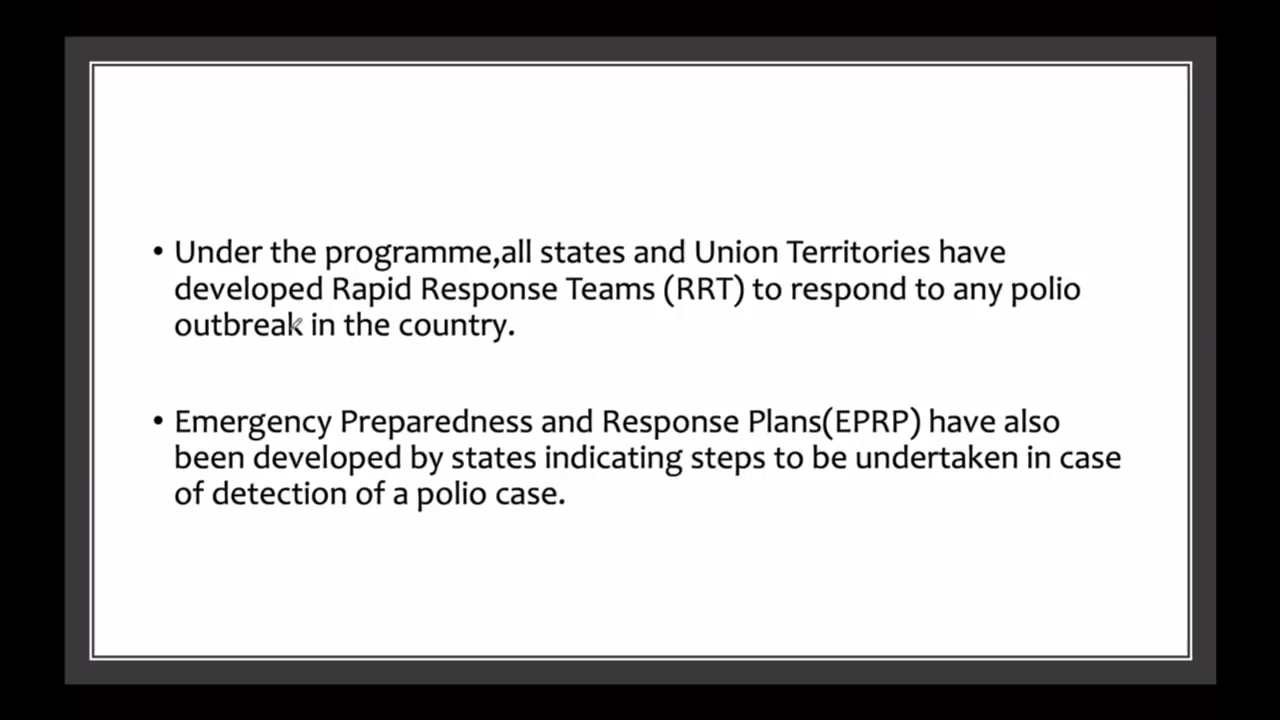 • Under the programme,all states and Union Territories have
developed Rapid Response Teams (RRT) to respond to any polio
outbreak in the country.
• Emergency Preparedness and Response Plans(EPRP) have also
been developed by states indicating steps to be undertaken in case
of detection of a polio case.